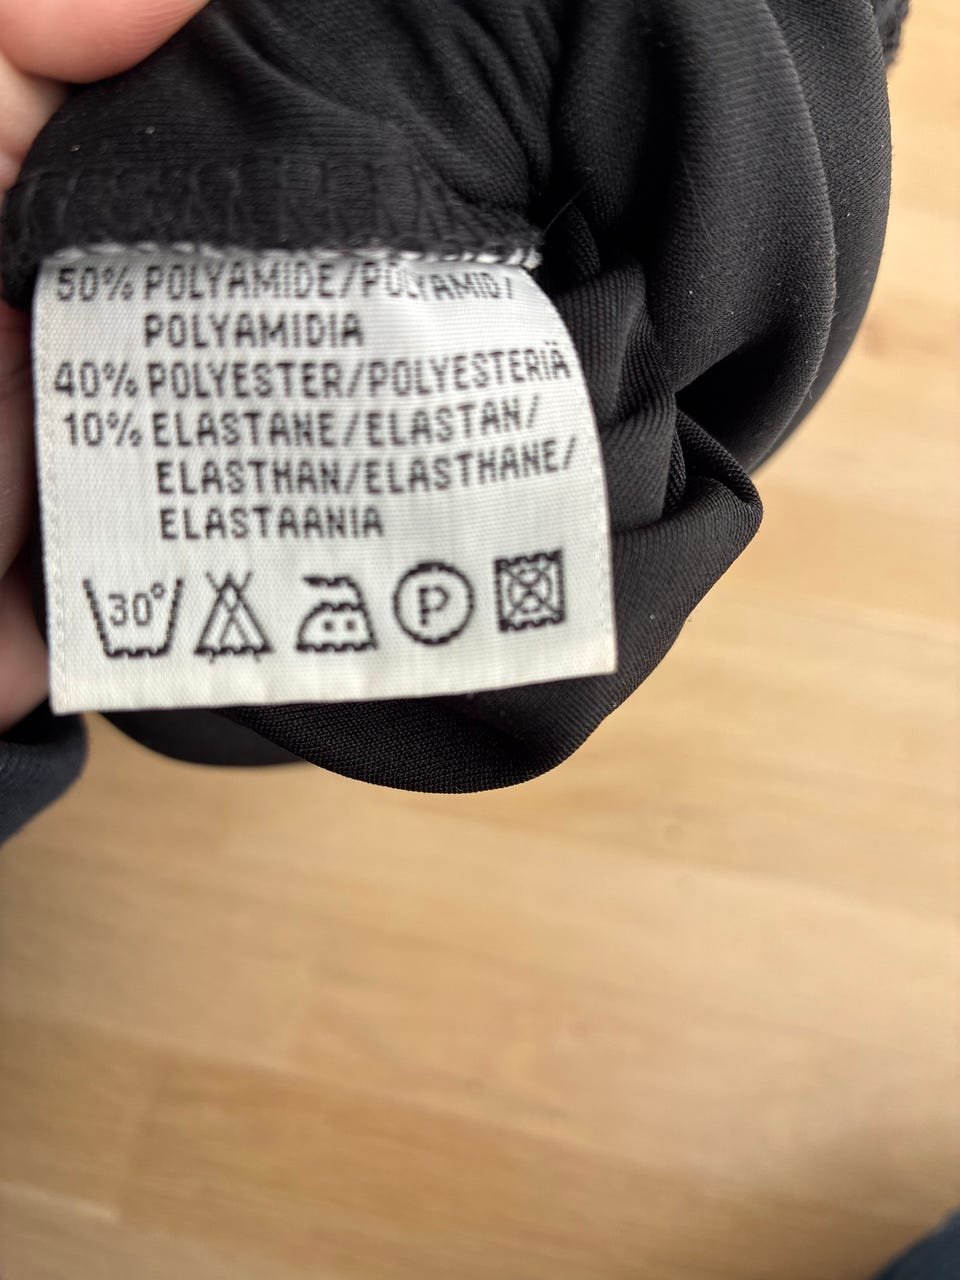 50% POLYAMIDE/POLYAMID/
POLYAMIDIA
40% POLYESTER/POLYESTERIÄ
10% ELASTANE/ELASTAN/
ELASTHAN/ELASTHANE/
ELASTAANIA
30° P